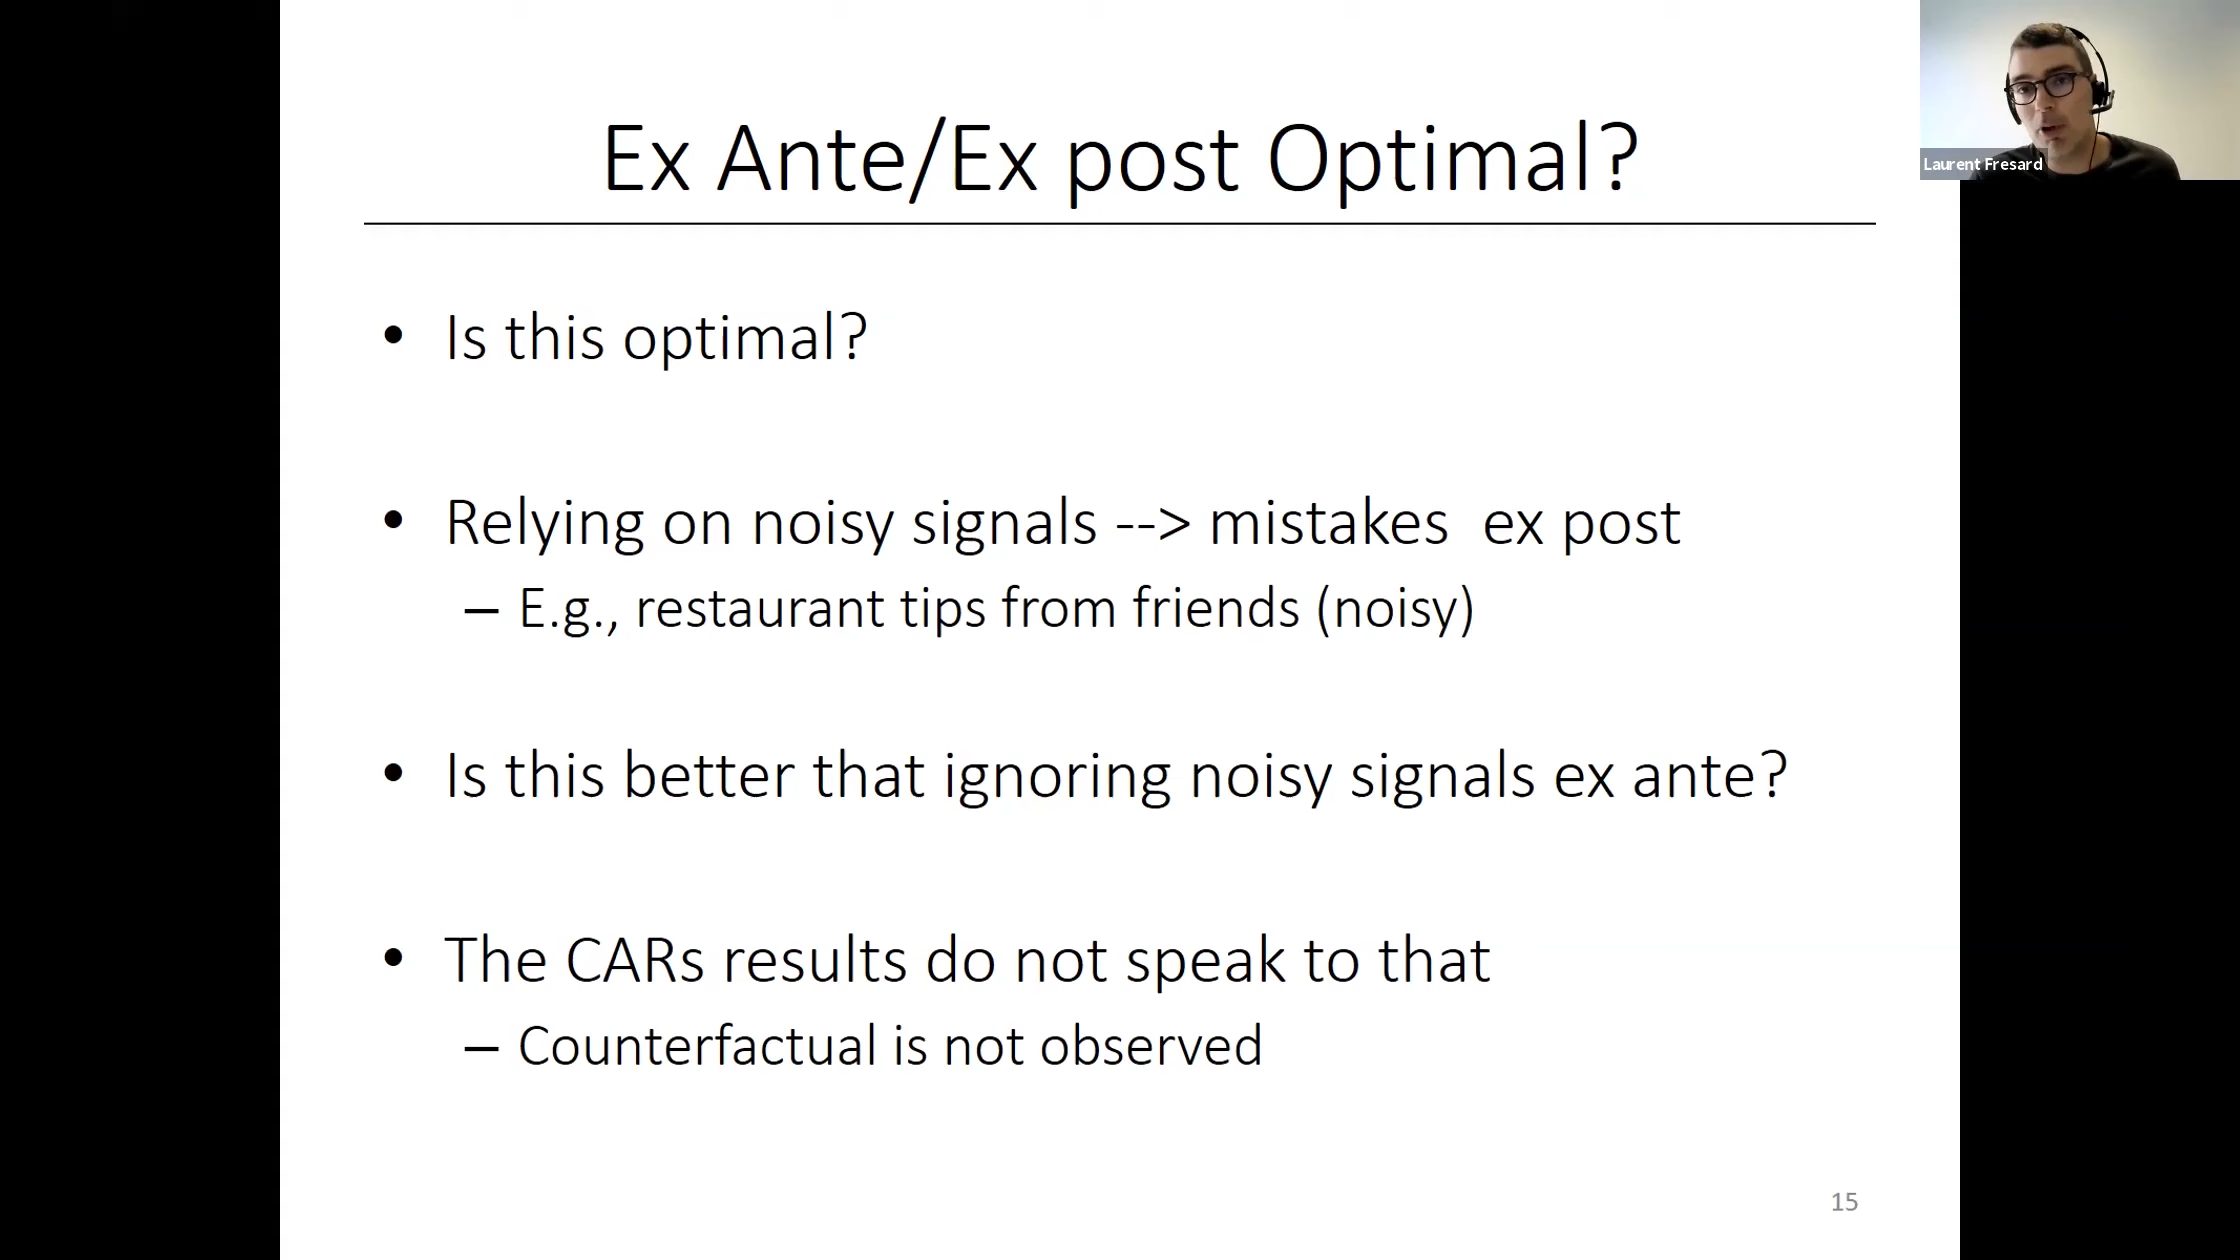 Laurent Fresard
Ex Ante/Ex post Optimal?
• Is this optimal?
• Relying on noisy signals --> mistakes  ex post
– E.g., restaurant tips from friends (noisy)
• Is this better that ignoring noisy signals ex ante?
• The CARs results do not speak to that
– Counterfactual is not observed
15